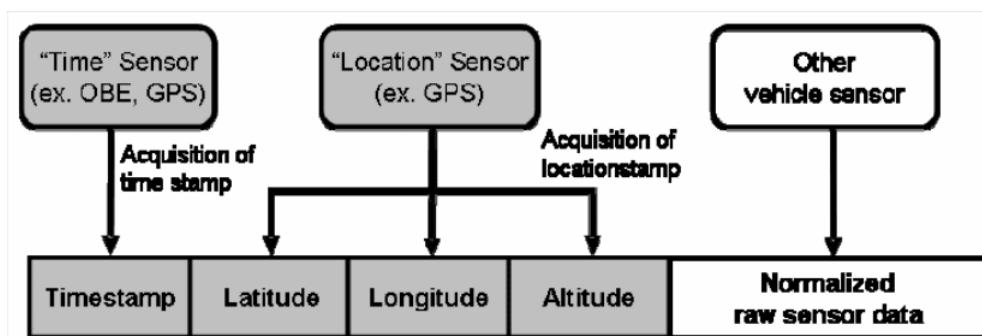 “Time” Sensor
(ex. OBE, GPS)
“Location” Sensor
(ex. GPS)
Other
vehicle sensor
Acquisition of
time stamp
Acquisition of
locationstamp
Timestamp
Latitude
Longitude
Altitude
Normalized
raw sensor data